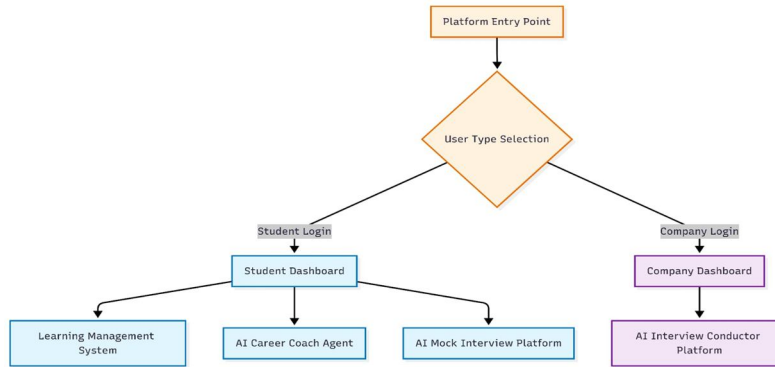 Platform Entry Point
User Type Selection
Student Login
Company Login
Student Dashboard
Company Dashboard
Learning Management
System
AI Career Coach Agent
AI Mock Interview Platform
AI Interview Conductor
Platform